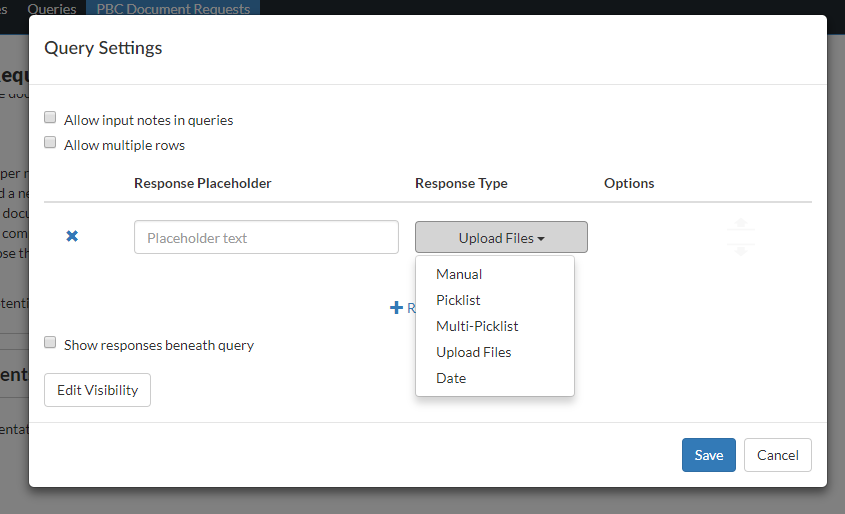 s Queries PBC Document Requests
Query Settings
Allow input notes in queries
Allow multiple rows
Response Placeholder Response Type Options
Placeholder text Upload Files
Manual
Picklist
Multi-Picklist
Upload Files
Date
R
Show responses beneath query
Edit Visibility
Save Cancel